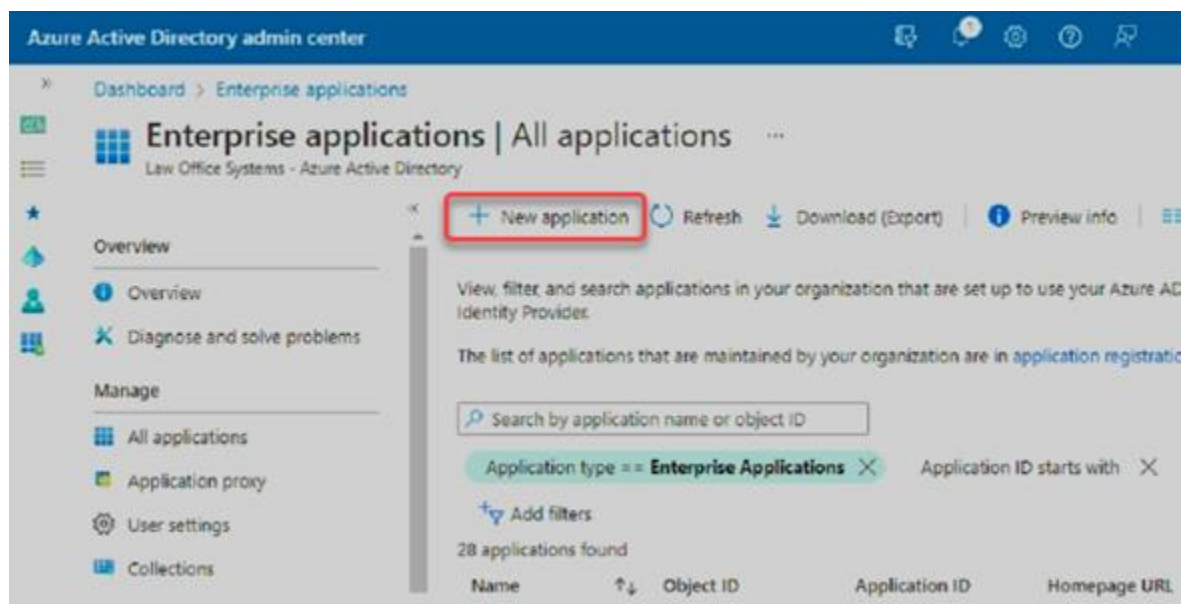 Azure Active Directory admin center
Dashboard > Enterprise applications
Enterprise applications | All applications ...
Law Office Systems - Azure Active Directory
+ New application Refresh Download (Export) Preview info
Overview
Overview
Diagnose and solve problems
Manage
All applications
Application proxy
User settings
Collections
View, filter, and search applications in your organization that are set up to use your Azure AD
Identity Provider.
The list of applications that are maintained by your organization are in application registratio
Search by application name or object ID
Application type == Enterprise Applications Application ID starts with
Add filters
28 applications found
Name Object ID Application ID Homepage URL